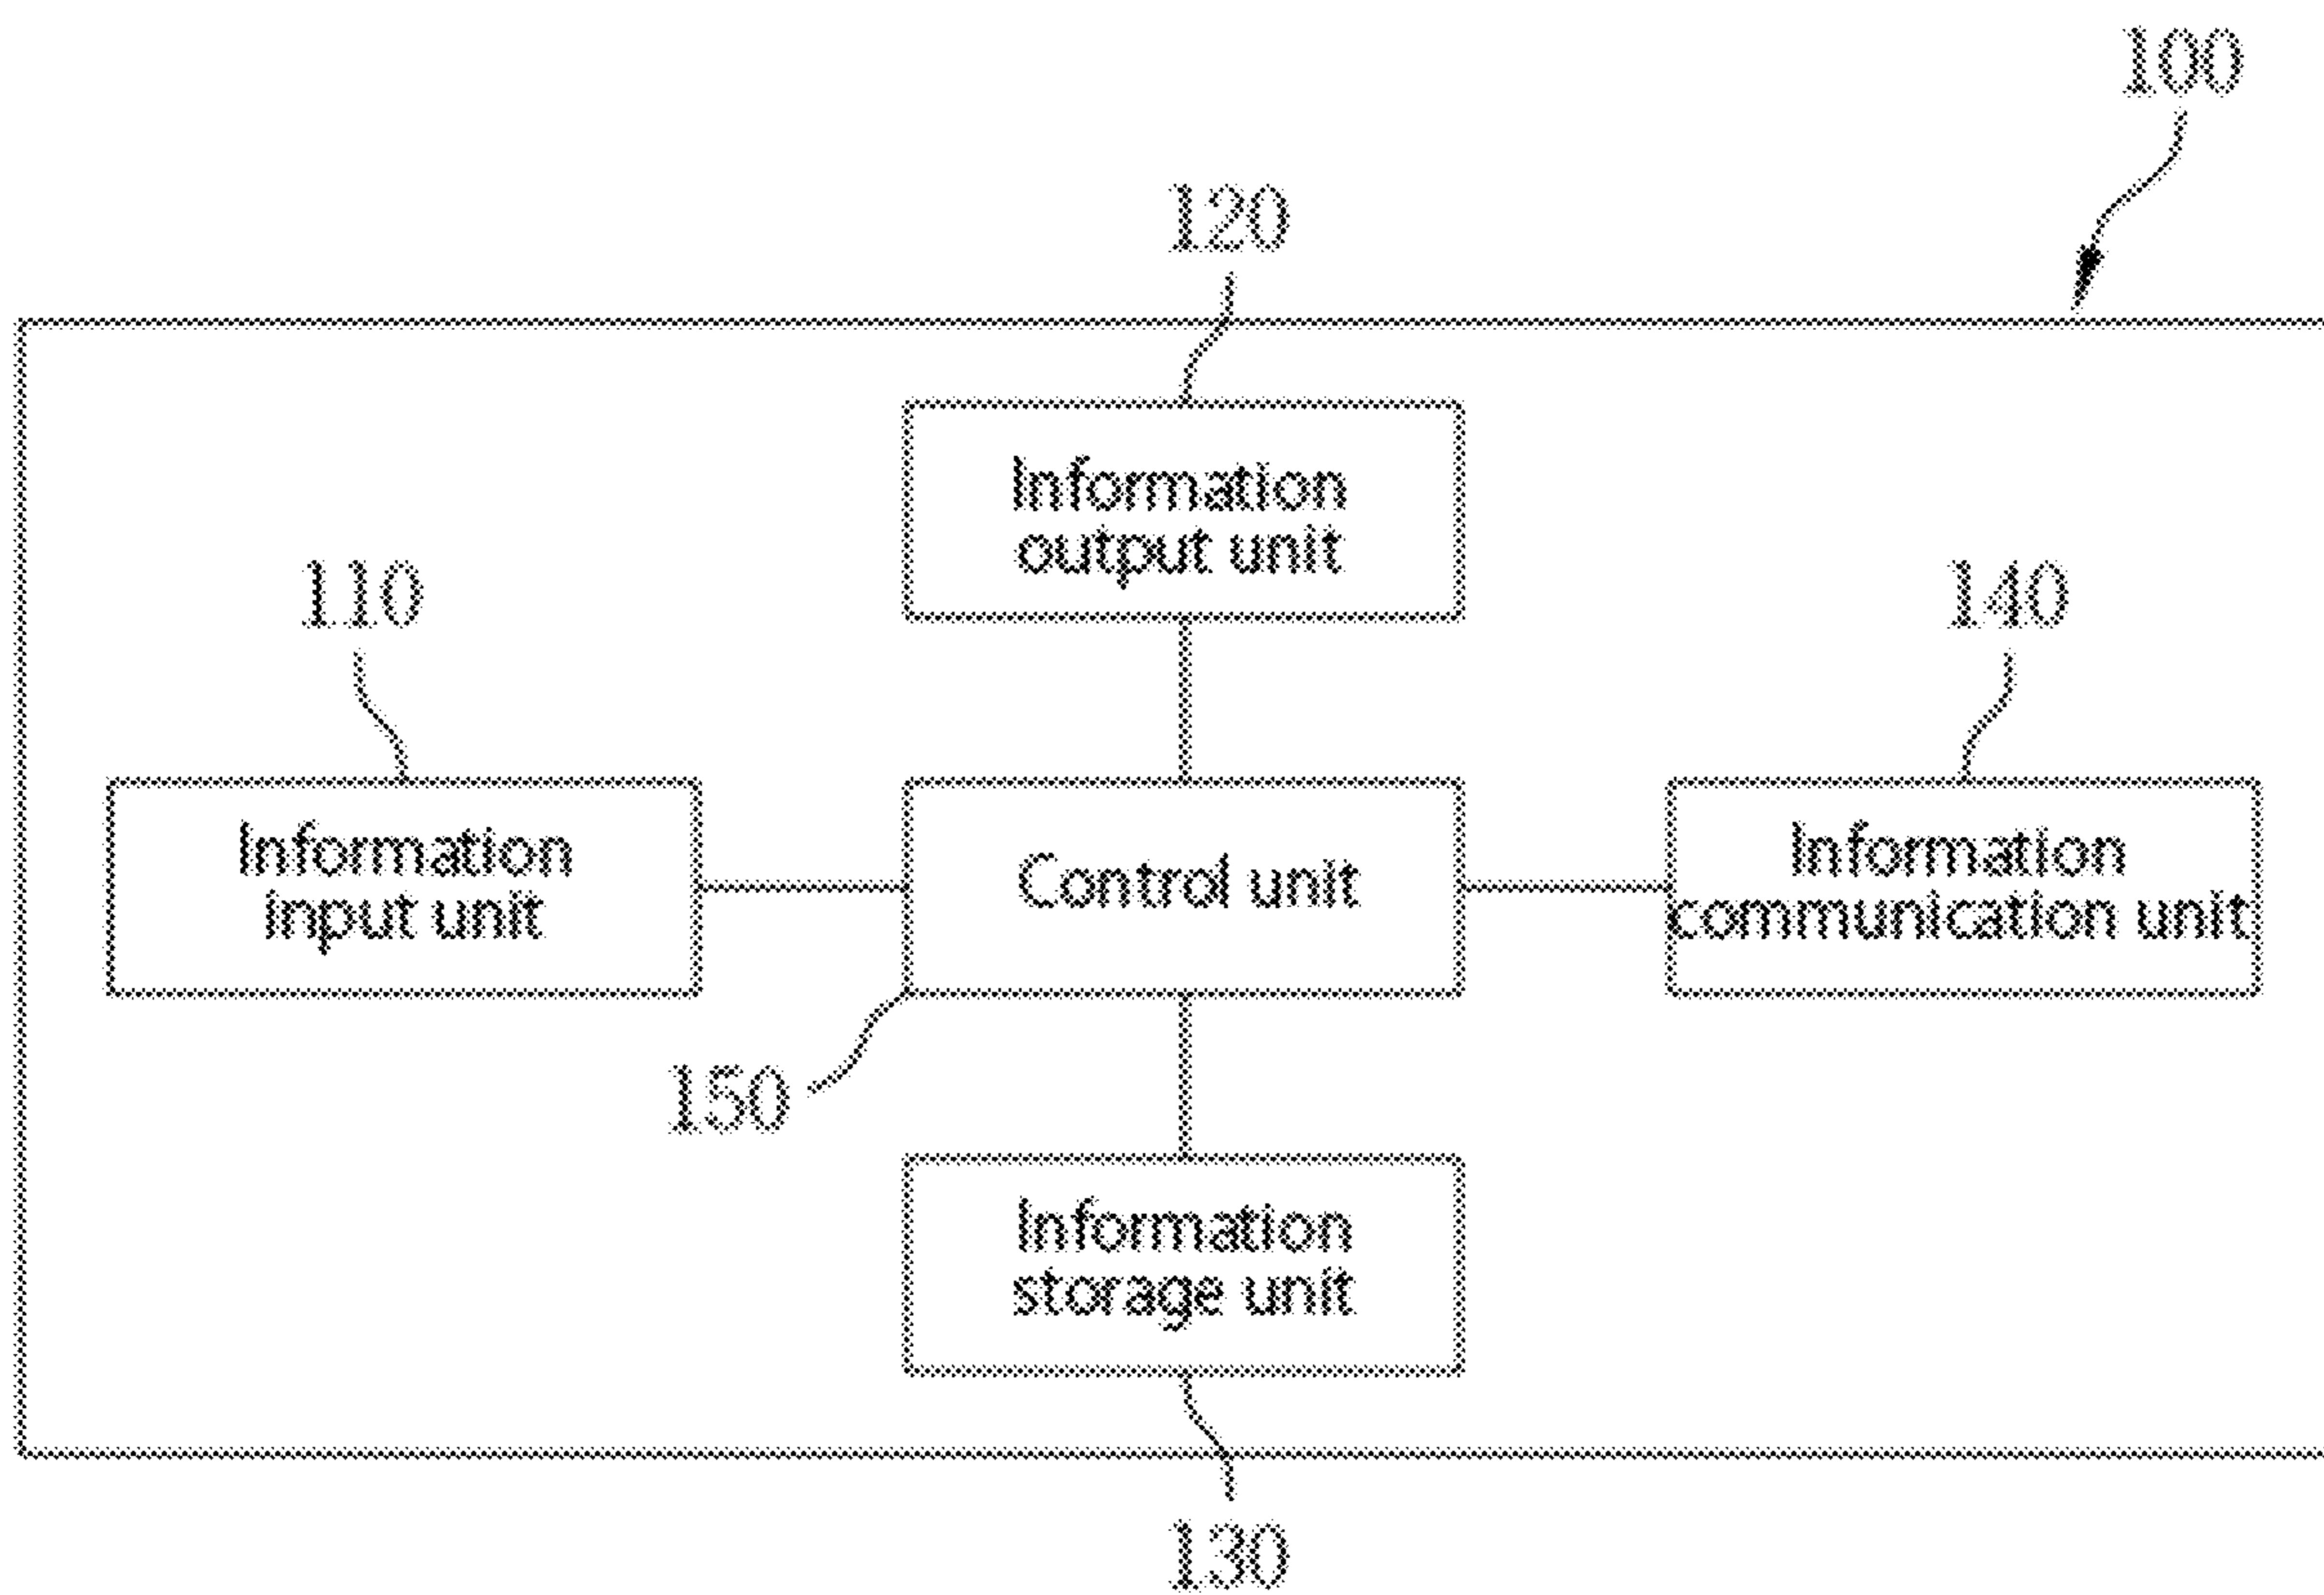 100
120
Information
output unit
110
140
Information
input unit
Control unit
Information
communication unit
150
Information
storage unit
130